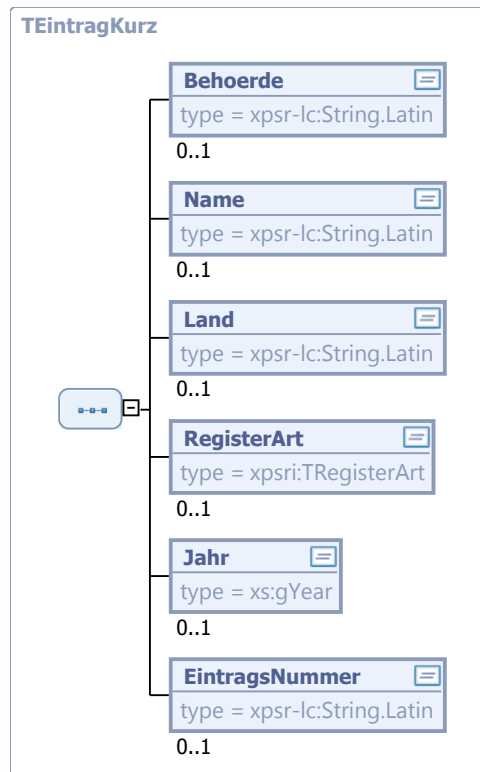 TEintragKurz
Behoerde
type = xpsr-lc:String.Latin
0..1
Name
type = xpsr-lc:String.Latin
0..1
Land
type = xpsr-lc:String.Latin
0..1
RegisterArt
type = xpsri:TRegisterArt
0..1
Jahr
type = xs:gYear
0..1
EintragsNummer
type = xpsr-lc:String.Latin
0..1